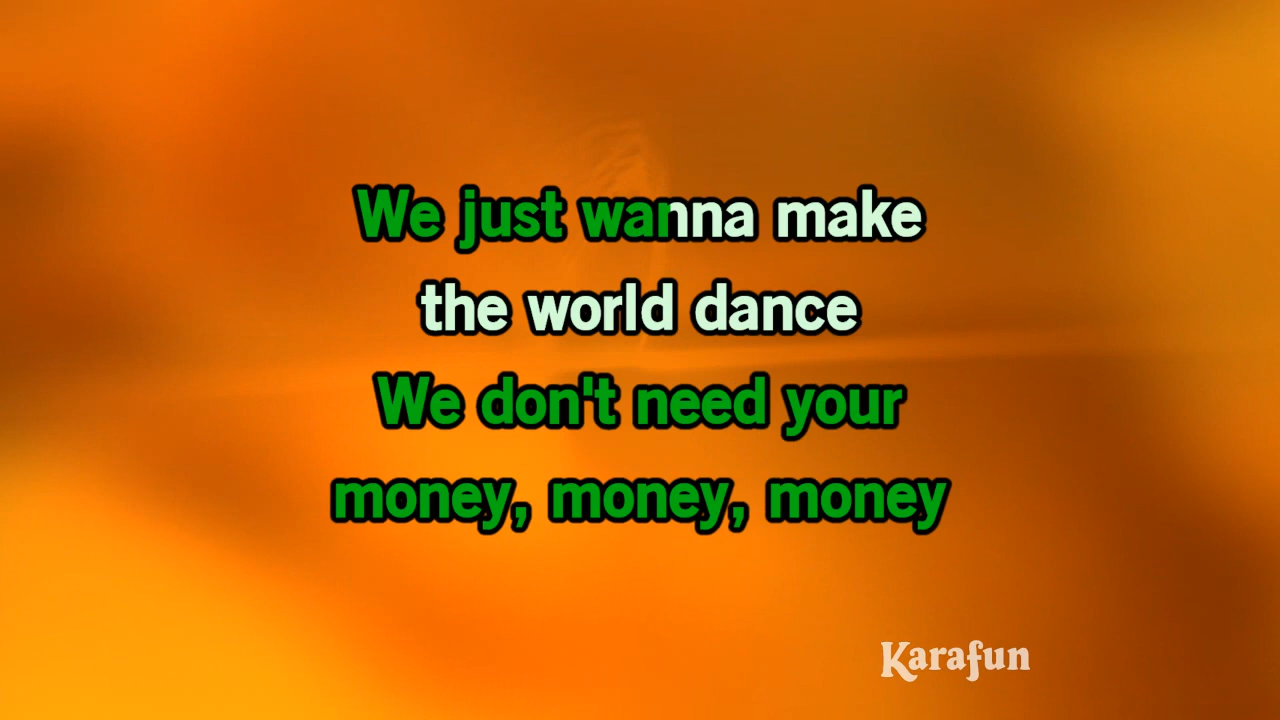 We just wanna make
the world dance
We don't need your
money, money, money
Karafun